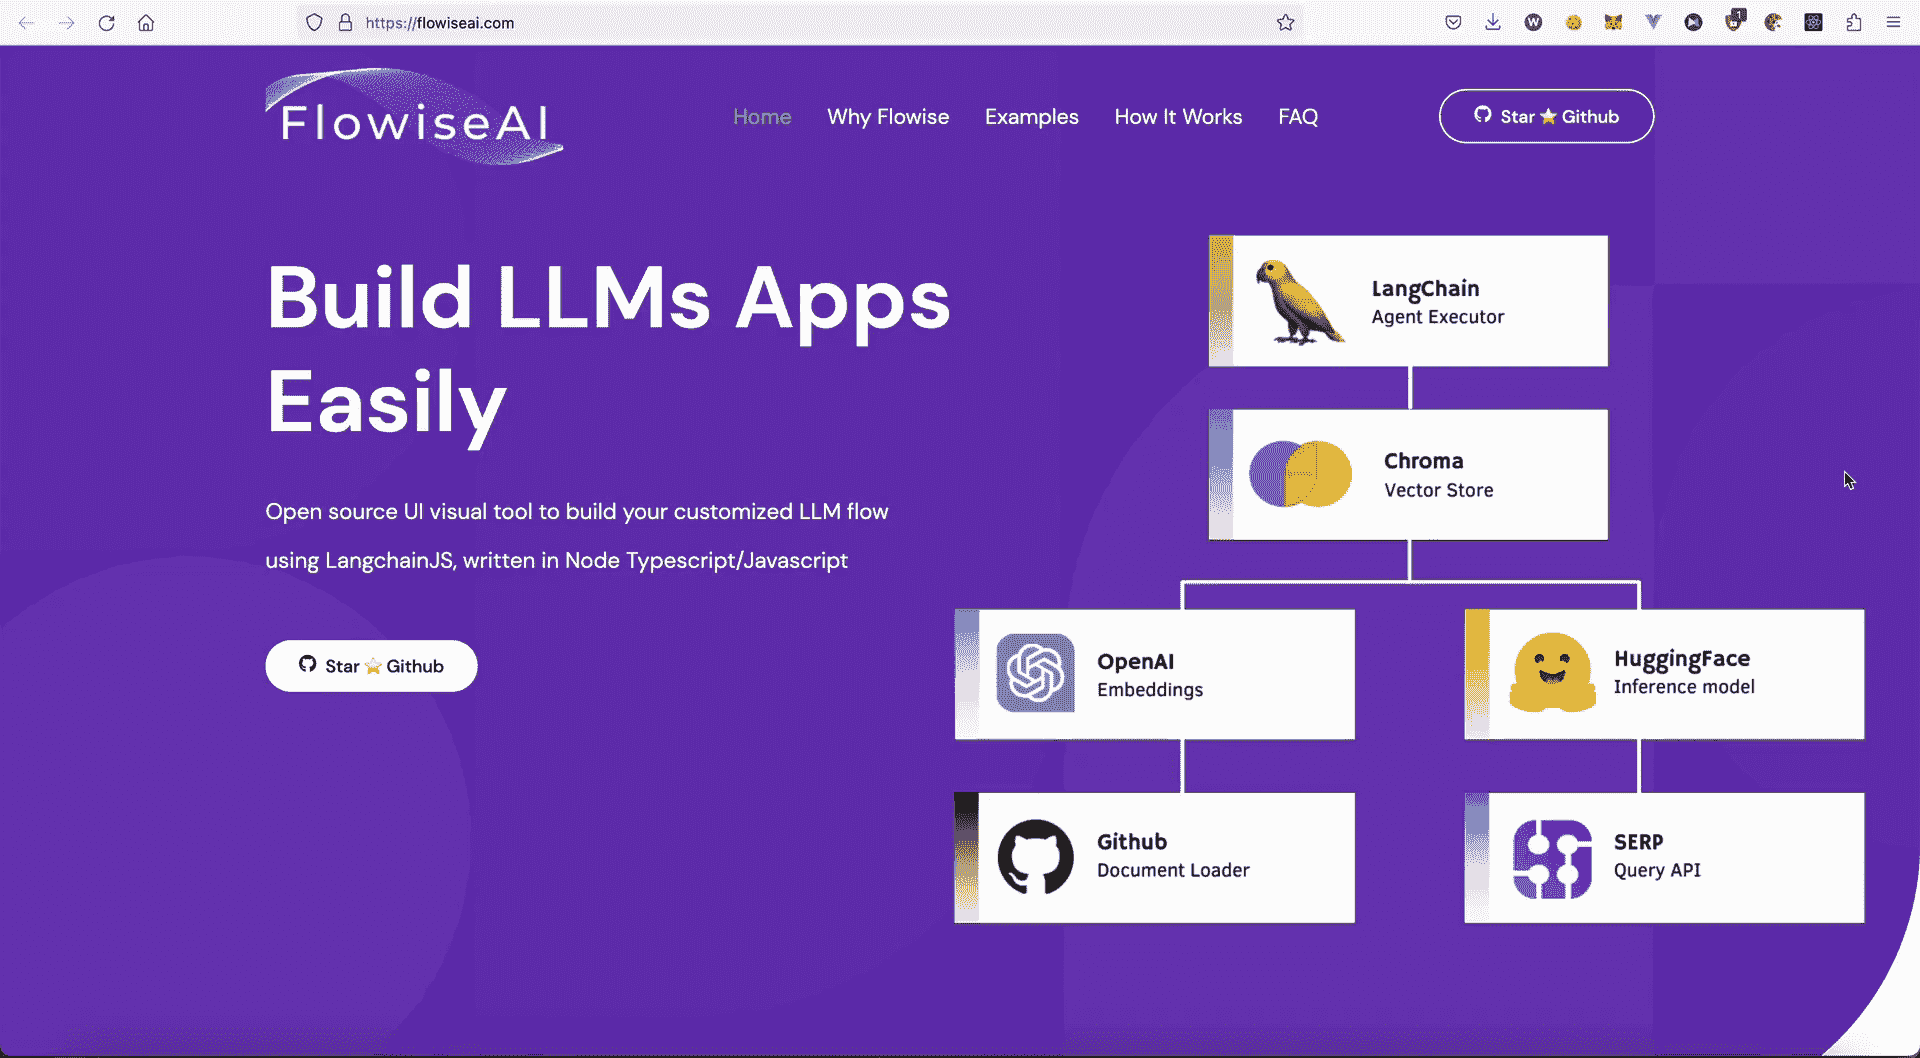 https://flowiseai.com
W
1
FlowiseAI
Home
Why Flowise
Examples
How It Works
FAQ
Star ⭐ Github
Build LLMs Apps
Easily
Open source UI visual tool to build your customized LLM flow
using LangchainJS, written in Node Typescript/Javascript
Star ⭐ Github
LangChain
Agent Executor
Chroma
Vector Store
OpenAI
Embeddings
HuggingFace
Inference model
Github
Document Loader
SERP
Query API